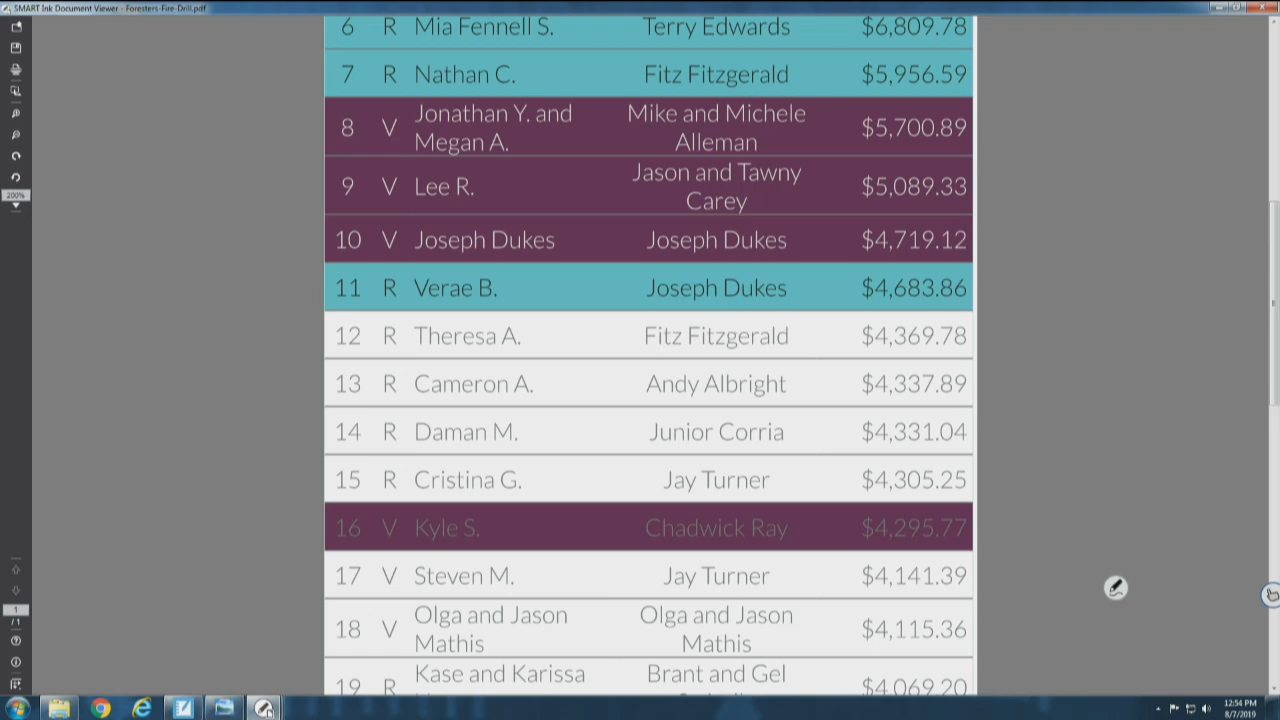 SMART Ink Document Viewer - Foresters-Fire-Drill.pdf
6 R Mia Fennell S. Terry Edwards $6,809.78
7 R Nathan C. Fitz Fitzgerald $5,956.59
8 V Jonathan Y. and Megan A. Mike and Michele Alleman $5,700.89
9 V Lee R. Jason and Tawny Carey $5,089.33
10 V Joseph Dukes Joseph Dukes $4,719.12
11 R Verae B. Joseph Dukes $4,683.86
12 R Theresa A. Fitz Fitzgerald $4,369.78
13 R Cameron A. Andy Albright $4,337.89
14 R Daman M. Junior Corria $4,331.04
15 R Cristina G. Jay Turner $4,305.25
16 V Kyle S. Chadwick Ray $4,295.77
17 V Steven M. Jay Turner $4,141.39
18 V Olga and Jason Mathis Olga and Jason Mathis $4,115.36
19 R Kase and Karissa Brant and Gel $4,069.20
200%
1
/ 1
12:54 PM
8/7/2019